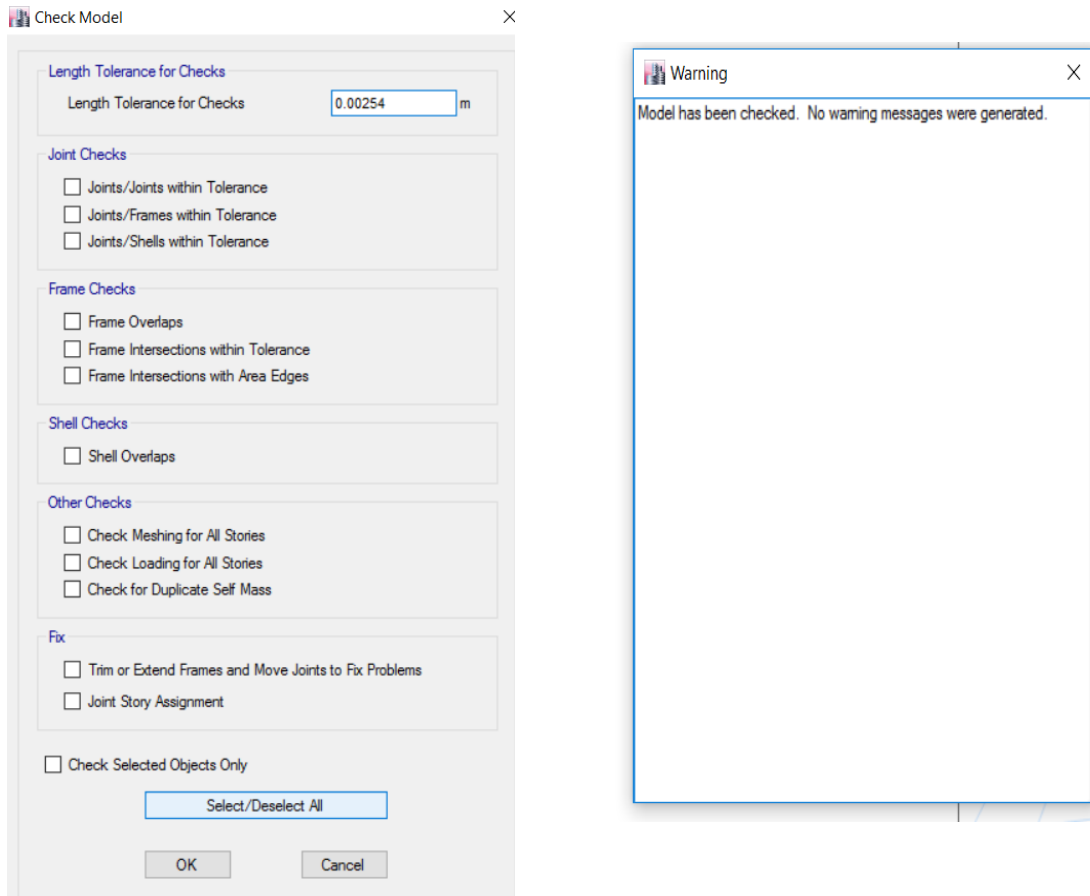 Check Model
Length Tolerance for Checks
Length Tolerance for Checks 0.00254 m
Joint Checks
Joints/Joints within Tolerance
Joints/Frames within Tolerance
Joints/Shells within Tolerance
Frame Checks
Frame Overlaps
Frame Intersections within Tolerance
Frame Intersections with Area Edges
Shell Checks
Shell Overlaps
Other Checks
Check Meshing for All Stories
Check Loading for All Stories
Check for Duplicate Self Mass
Fix
Trim or Extend Frames and Move Joints to Fix Problems
Joint Story Assignment
Check Selected Objects Only
Select/Deselect All
OK Cancel
Warning
Model has been checked. No warning messages were generated.